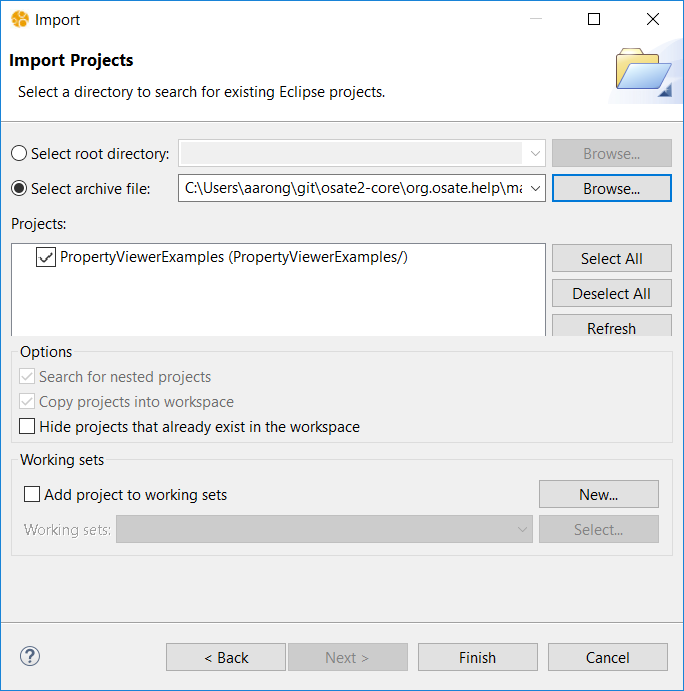 Import
Import Projects
Select a directory to search for existing Eclipse projects.
Select root directory:
Browse...
Select archive file:
C:\Users\aarong\git\osate2-core\org.osate.help\ma
Browse...
Projects:
PropertyViewerExamples (PropertyViewerExamples/)
Select All
Deselect All
Refresh
Options
Search for nested projects
Copy projects into workspace
Hide projects that already exist in the workspace
Working sets
Add project to working sets
New...
Working sets:
Select...
?
< Back
Next >
Finish
Cancel